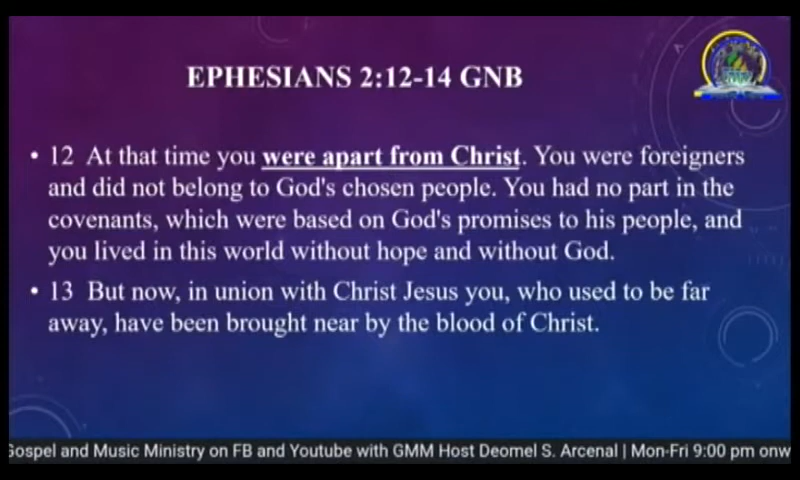 EPHESIANS 2:12-14 GNB
• 12 At that time you were apart from Christ. You were foreigners
and did not belong to God's chosen people. You had no part in the
covenants, which were based on God's promises to his people, and
you lived in this world without hope and without God.
• 13 But now, in union with Christ Jesus you, who used to be far
away, have been brought near by the blood of Christ.
Gospel and Music Ministry on FB and Youtube with GMM Host Deomel S. Arcenal | Mon-Fri 9:00 pm onw